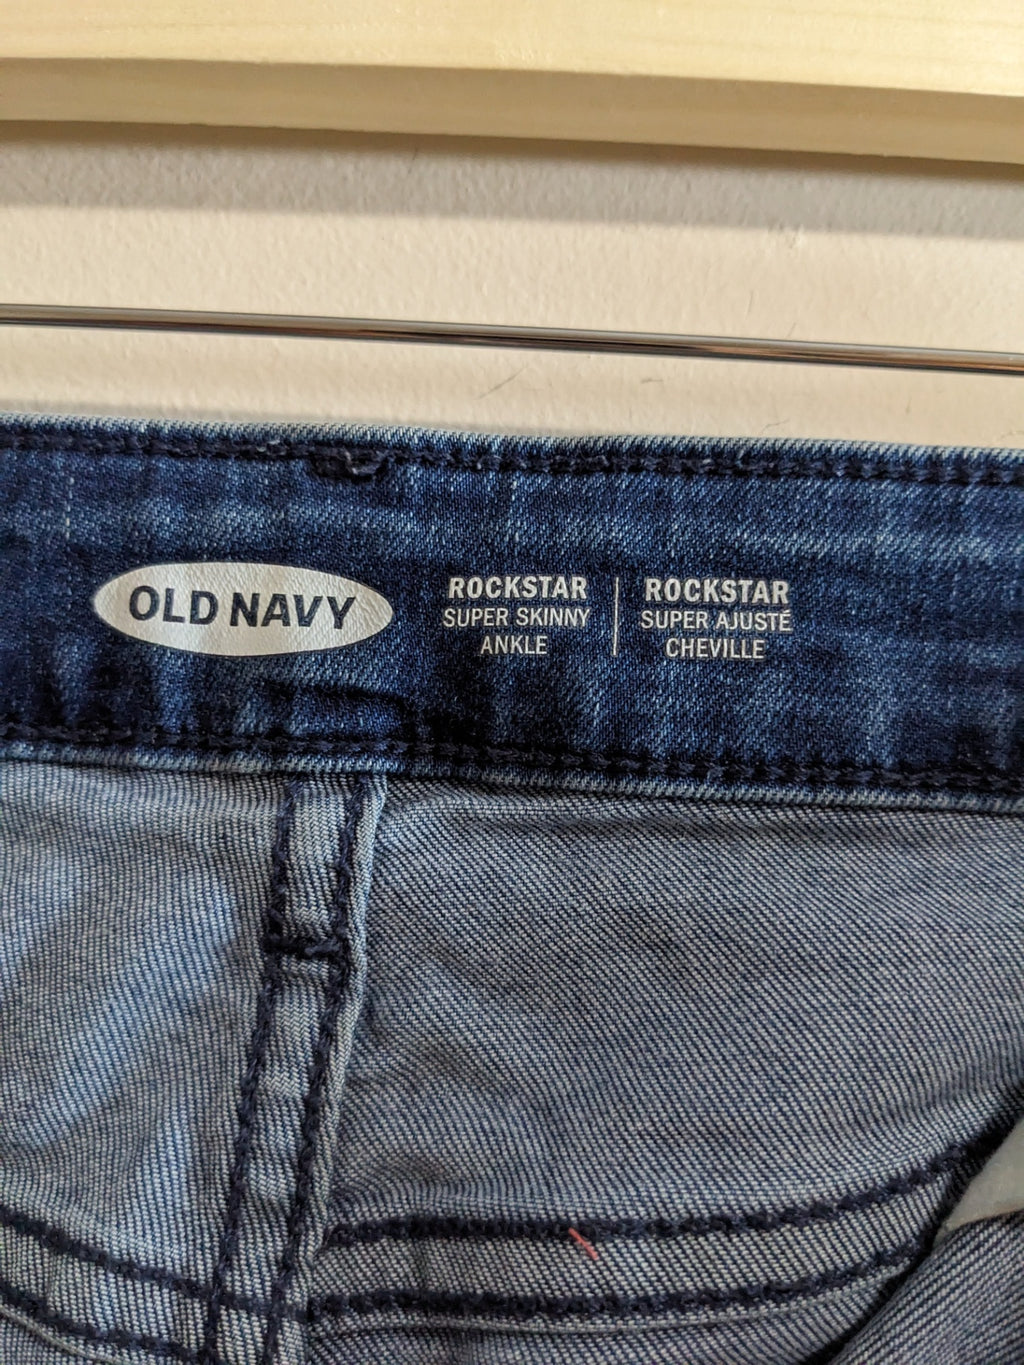 OLD NAVY
ROCKSTAR
SUPER SKINNY
ANKLE
ROCKSTAR
SUPER AJUSTÉ
CHEVILLE